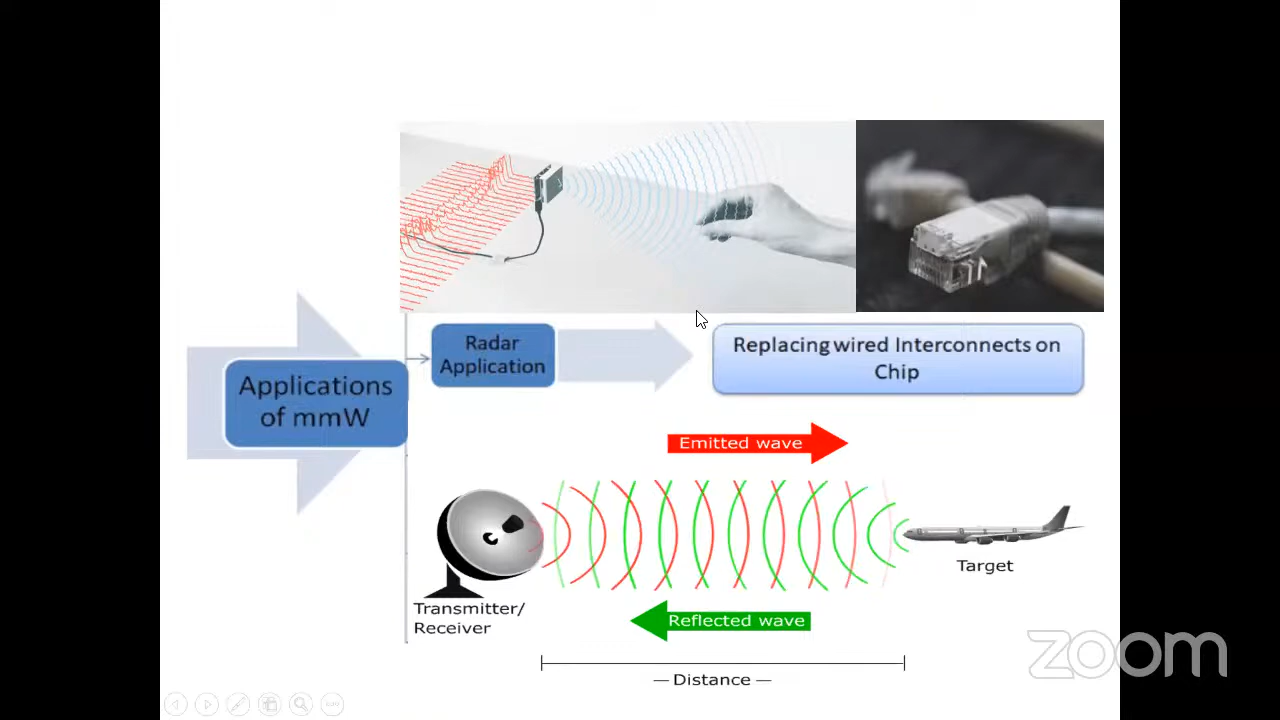 Radar
Application
Replacing wired Interconnects on
Chip
Applications
of mmW
Emitted wave
Target
Transmitter/
Receiver
Reflected wave
— Distance —
zoom